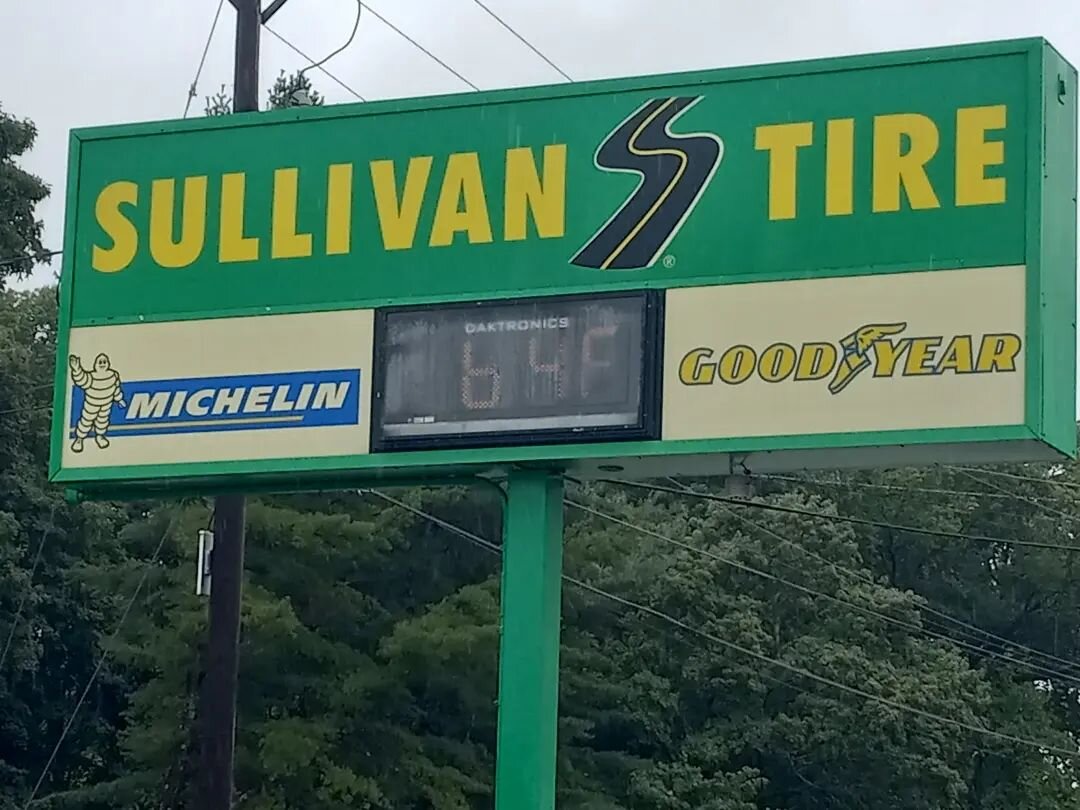 SULLIVAN TIRE
®
MICHELIN
DAKTRONICS
64F
GOODYEAR